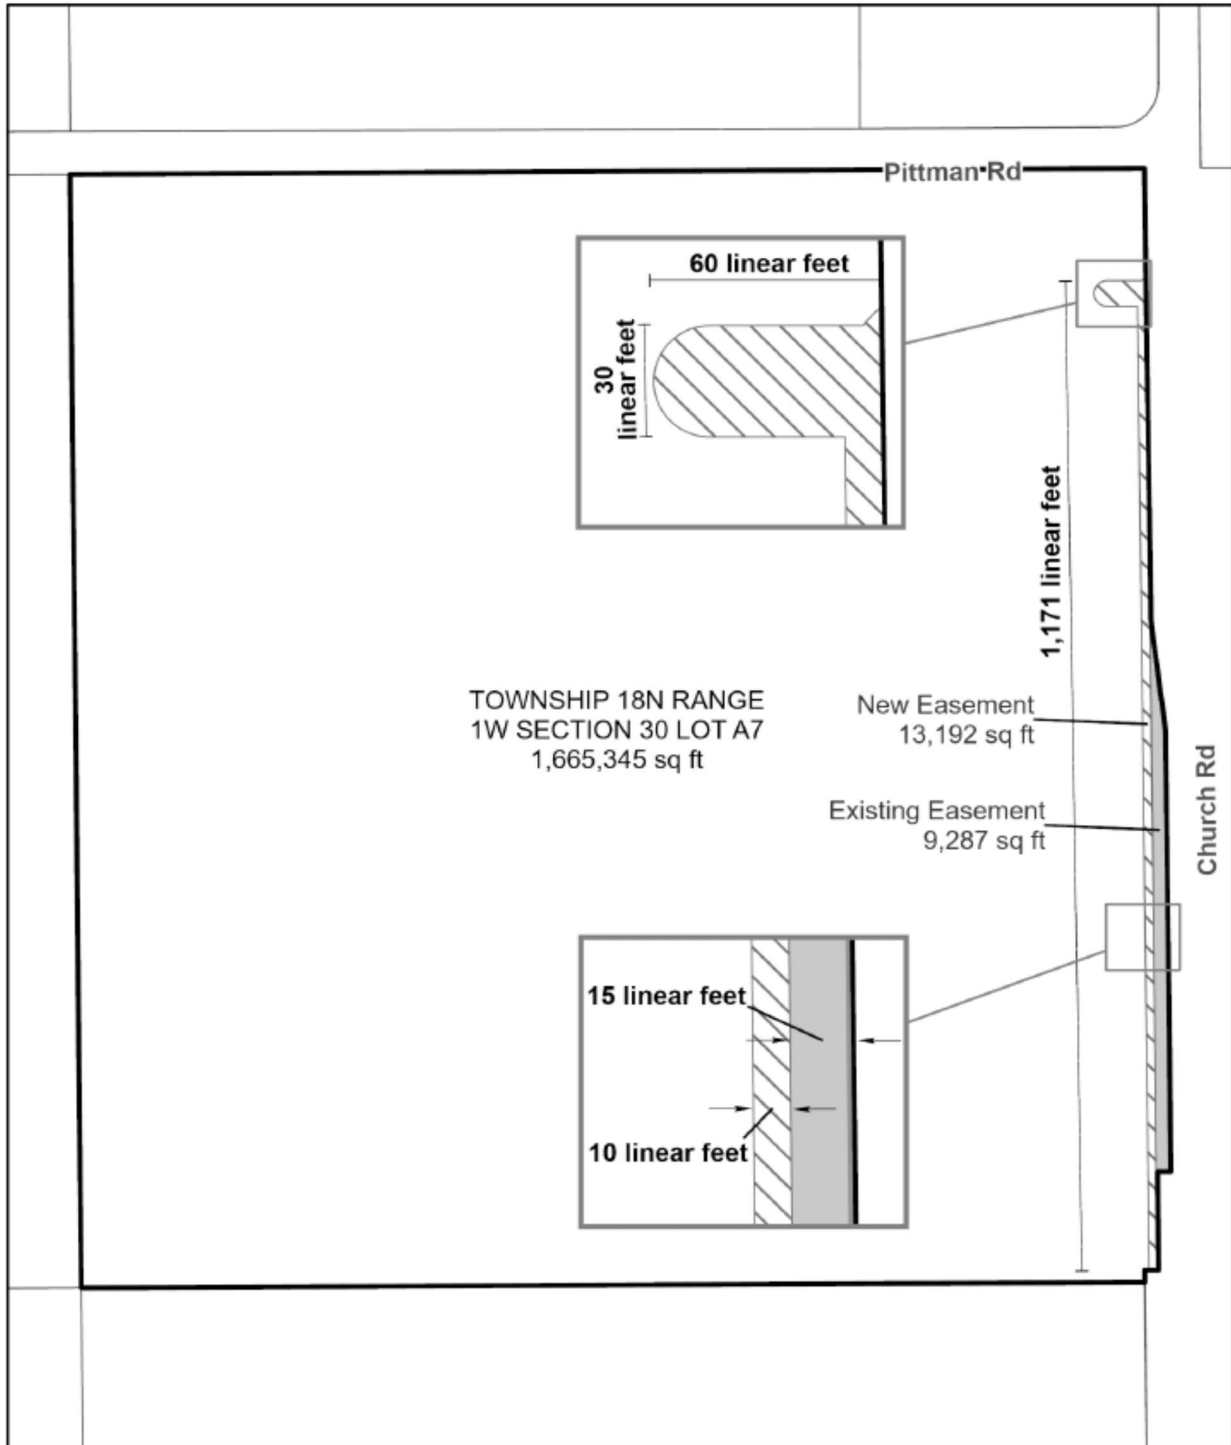 Pittman Rd
60 linear feet
30
linear feet
1,171 linear feet
TOWNSHIP 18N RANGE
1W SECTION 30 LOT A7
1,665,345 sq ft
New Easement
13,192 sq ft
Existing Easement
9,287 sq ft
Church Rd
15 linear feet
10 linear feet